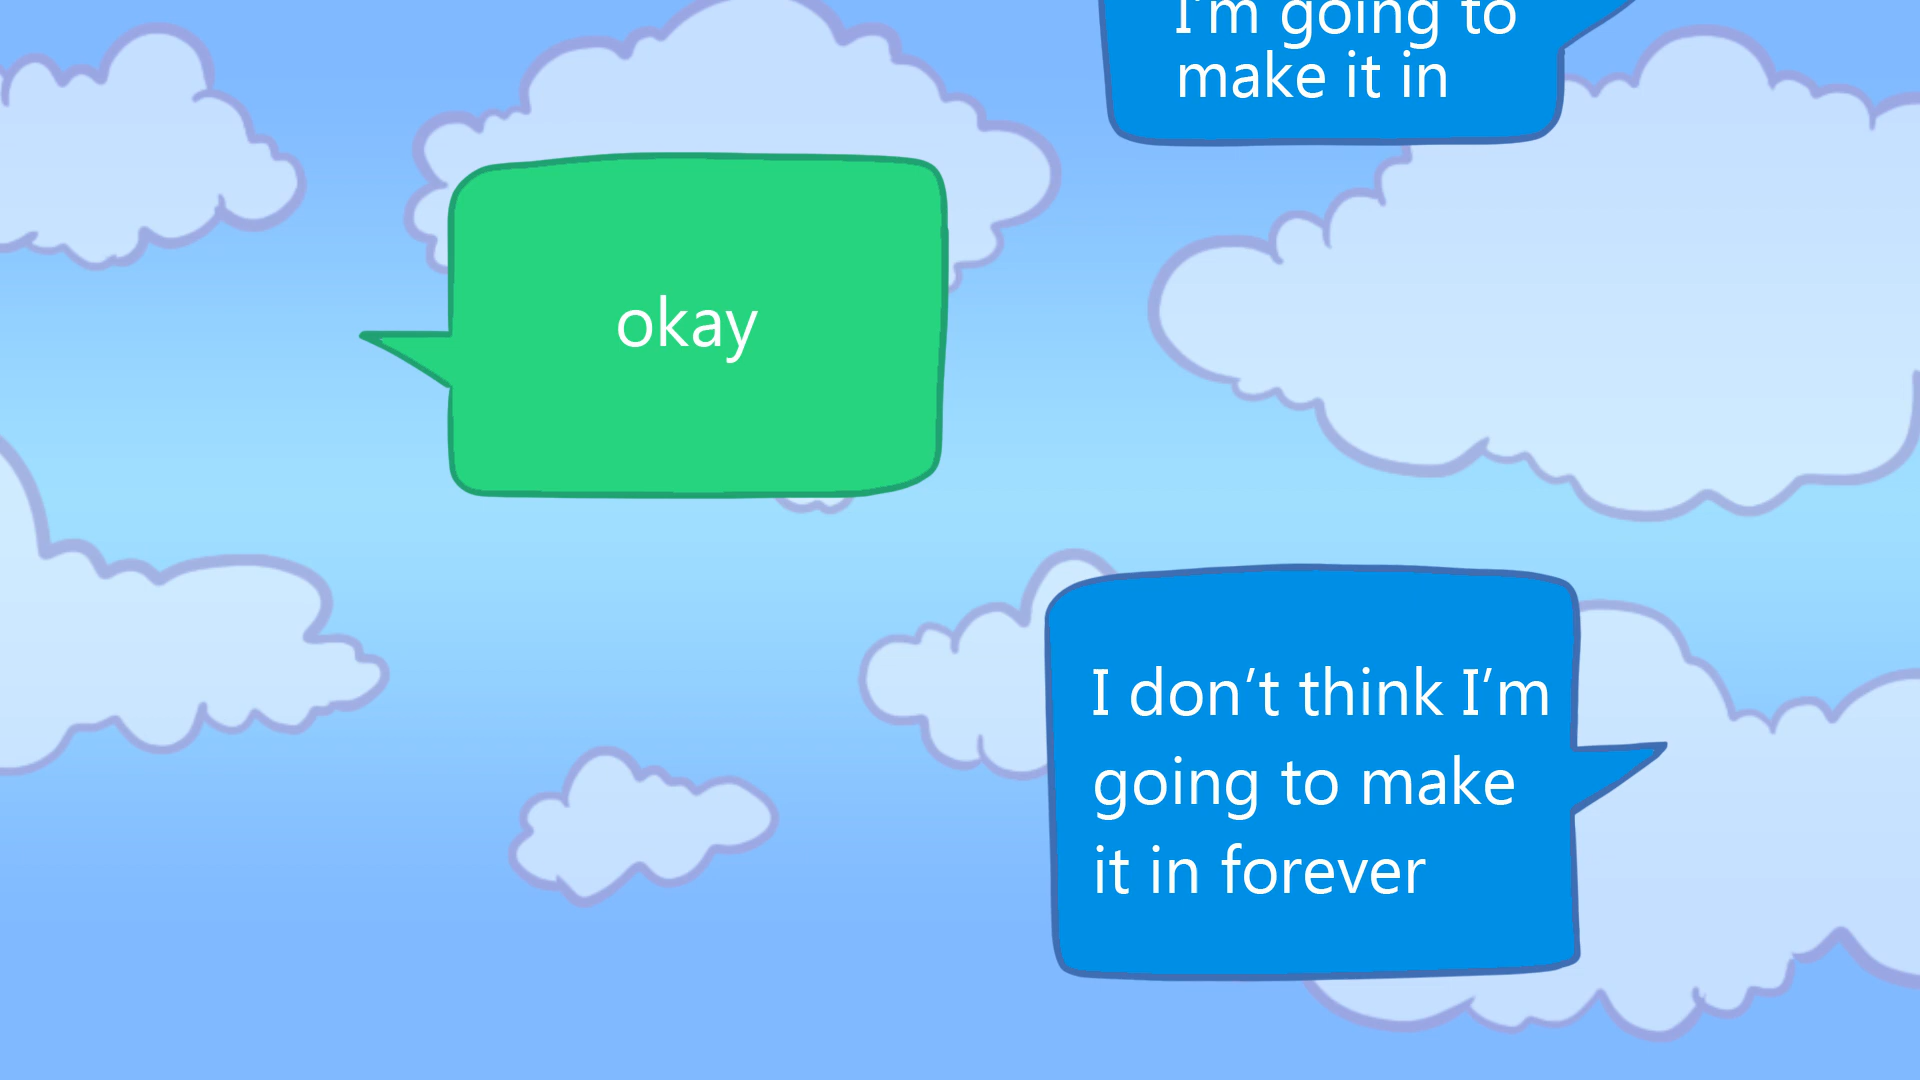 I'm going to
make it in
okay
I don't think I'm
going to make
it in forever